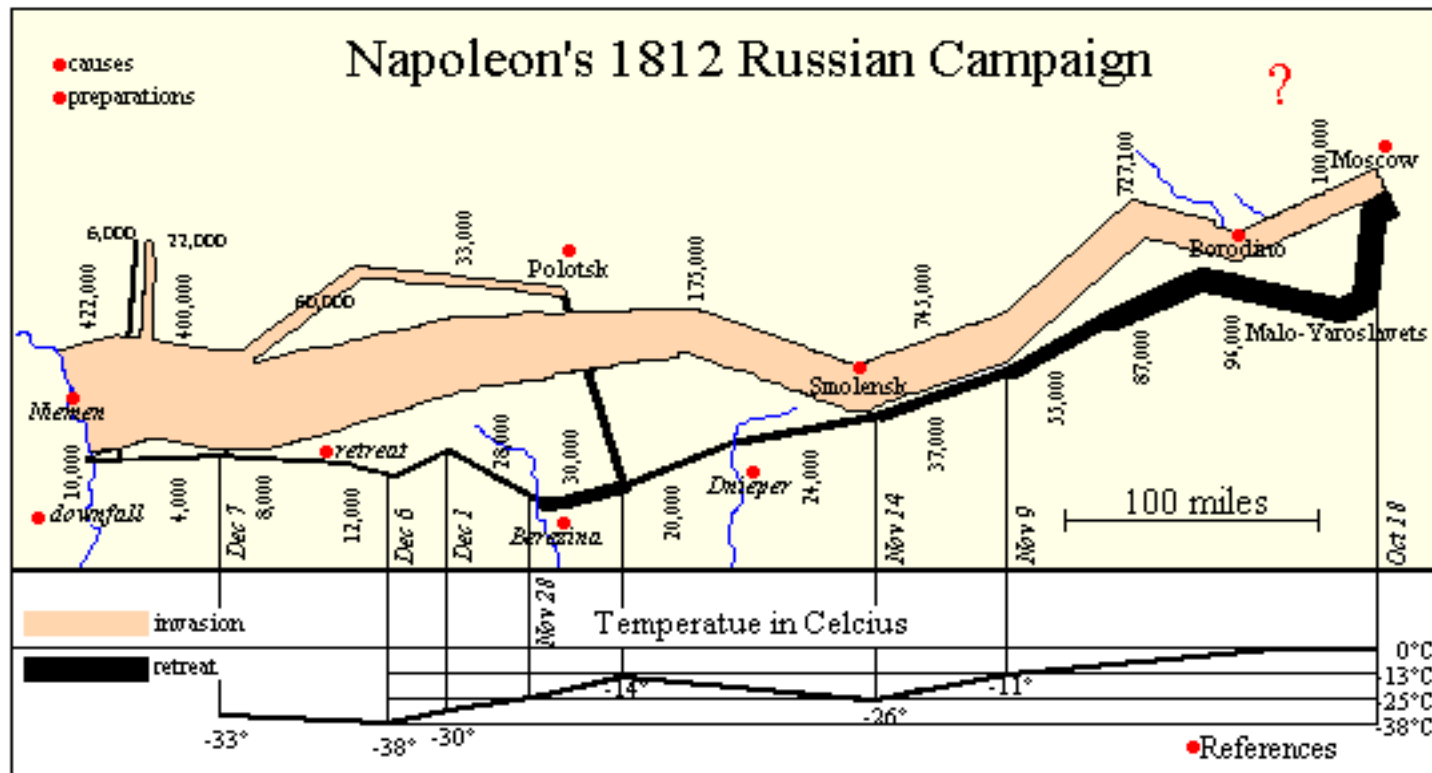 Napoleon's 1812 Russian Campaign
causes
preparations
?
Moscow
100,000
727,100
Borodino
6,000
22,000
33,000
Polotsk
422,000
400,000
60,000
175,000
745,000
Malo-Yaroslavets
Smolensk
Niemen
retreat
28,000
30,000
87,000
94,000
55,000
37,000
24,000
Dnieper
20,000
10,000
4,000
8,000
12,000
downfall
Berezina
100 miles
Dec 7
Dec 6
Dec 1
Nov 28
Nov 14
Nov 9
Oct 18
invasion
Temperatue in Celcius
retreat
0°C
-13°C
-25°C
-38°C
-14°
-11°
-26°
-33°
-38°
-30°
References